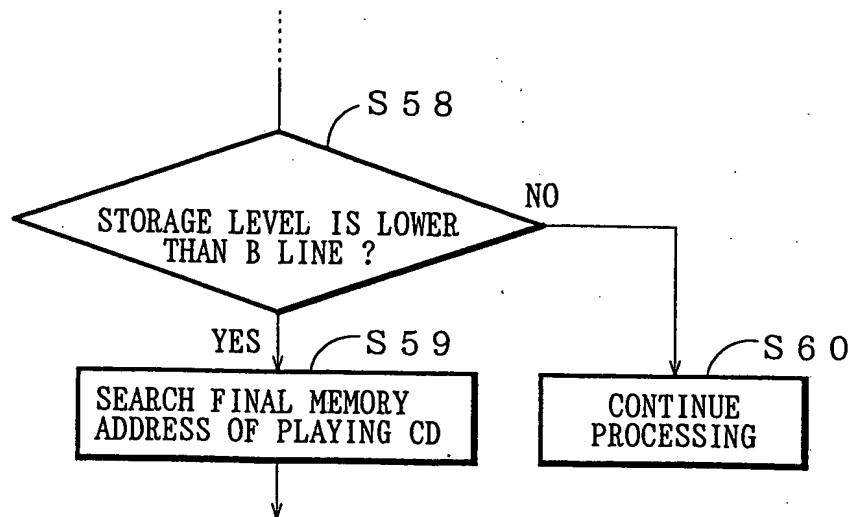 S58
NO
STORAGE LEVEL IS LOWER
THAN B LINE ?
YES
S59
S60
SEARCH FINAL MEMORY
ADDRESS OF PLAYING CD
CONTINUE
PROCESSING